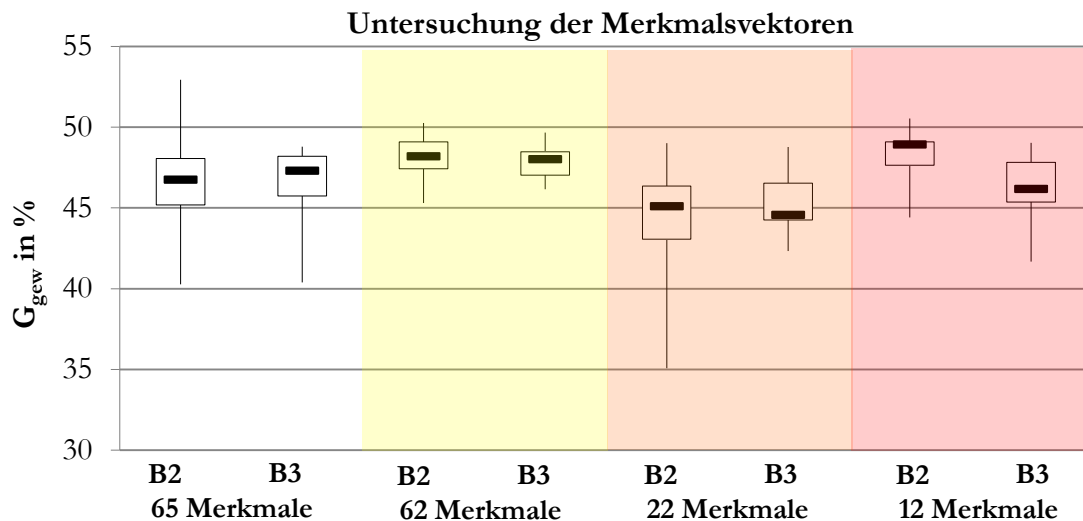 Untersuchung der Merkmalsvektoren
G_gew in %
55
50
45
40
35
30
B2 B3 B2 B3 B2 B3 B2 B3
65 Merkmale 62 Merkmale 22 Merkmale 12 Merkmale